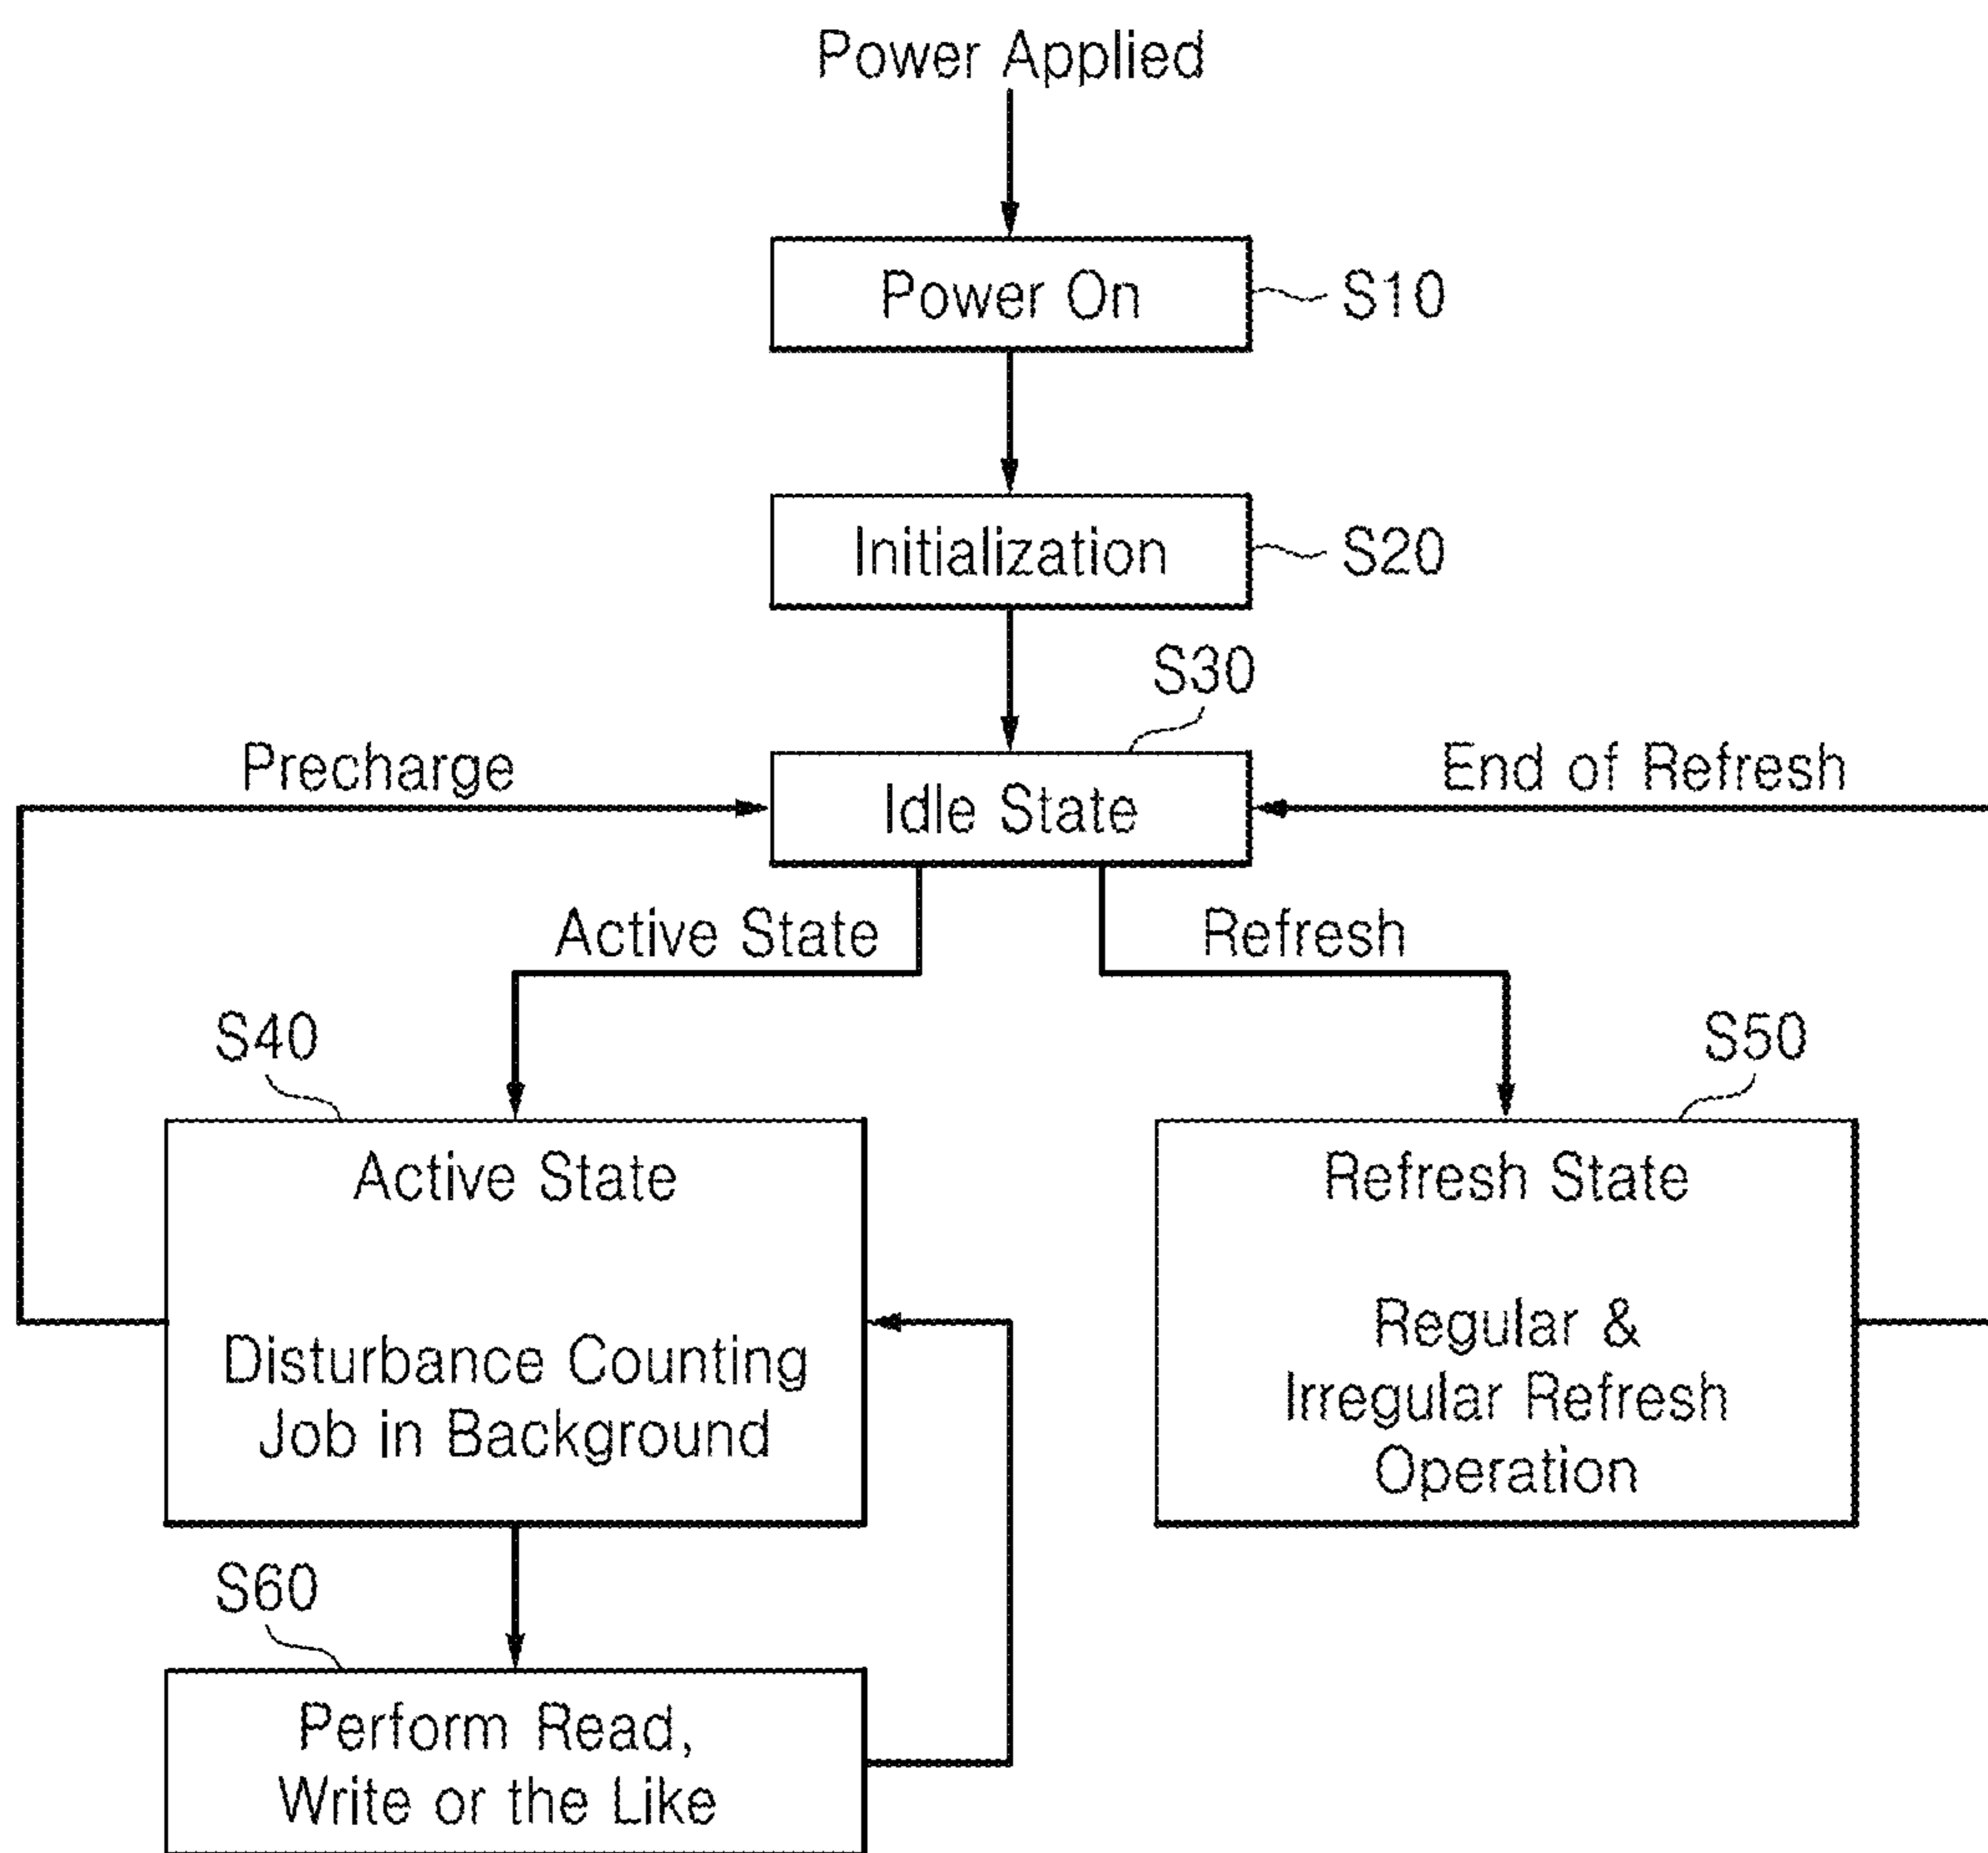 Power Applied
Power On
S10
Initialization
S20
S30
Precharge
Idle State
End of Refresh
Active State
Refresh
S40
S50
Active State
Disturbance Counting
Job in Background
Refresh State
Regular &
Irregular Refresh
Operation
S60
Perform Read,
Write or the Like